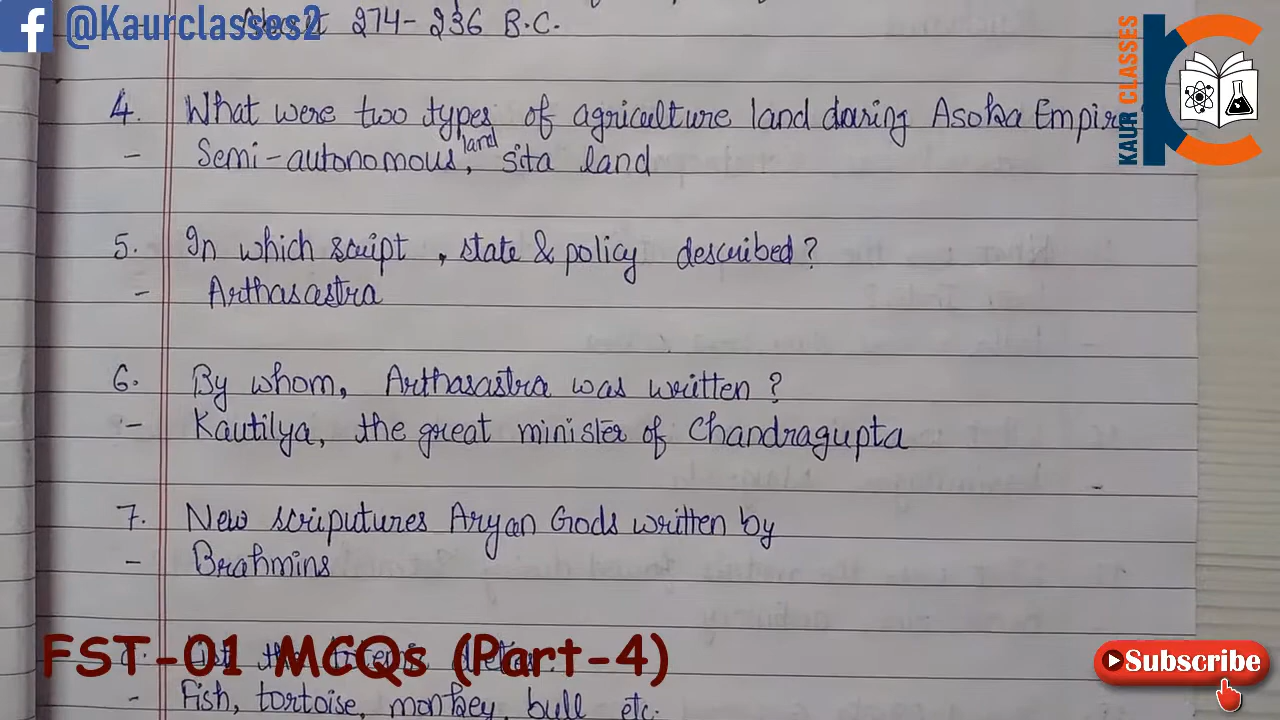 @Kaurclasses2
274-236 B.C.
KAUR CLASSES
4. What were two types of agriculture land during Asoka Empire
- Semi-autonomous land, sita land
5. In which script, state & policy described?
- Arthasastra
6. By whom, Arthasastra was written?
- Kautilya, the great minister of Chandragupta
7. New scriputures Aryan Gods written by
- Brahmins
FST-01 MCQs (Part-4)
- Fish, tortoise, monkey, bull etc.
Subscribe